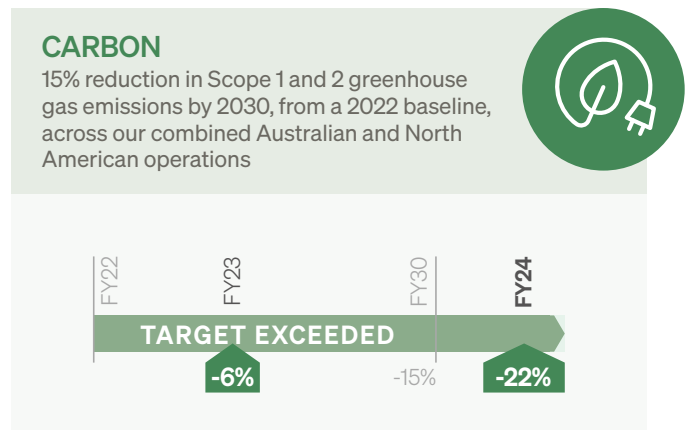 CARBON
15% reduction in Scope 1 and 2 greenhouse
gas emissions by 2030, from a 2022 baseline,
across our combined Australian and North
American operations
FY22
FY23
FY30
FY24
TARGET EXCEEDED
-6%
-15%
-22%